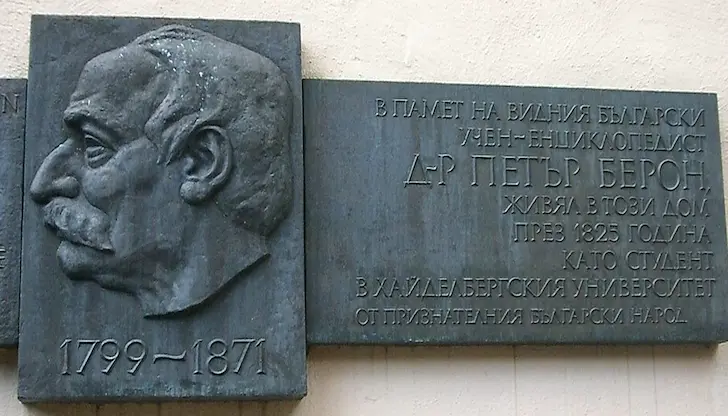 В ПАМЕТ НА ВИДНИЯ БЪЛГАРСКИ
УЧЕН-ЕНЦИКЛОПЕДИСТ
Д-Р ПЕТЪР БЕРОН,
ЖИВЯЛ В ТОЗИ ДОМ
ПРЕЗ 1825 ГОДИНА
КАТО СТУДЕНТ
В ХАЙДЕЛБЕРГСКИЯ УНИВЕРСИТЕТ
ОТ ПРИЗНАТЕЛНИЯ БЪЛГАРСКИ НАРОД
1799-1871